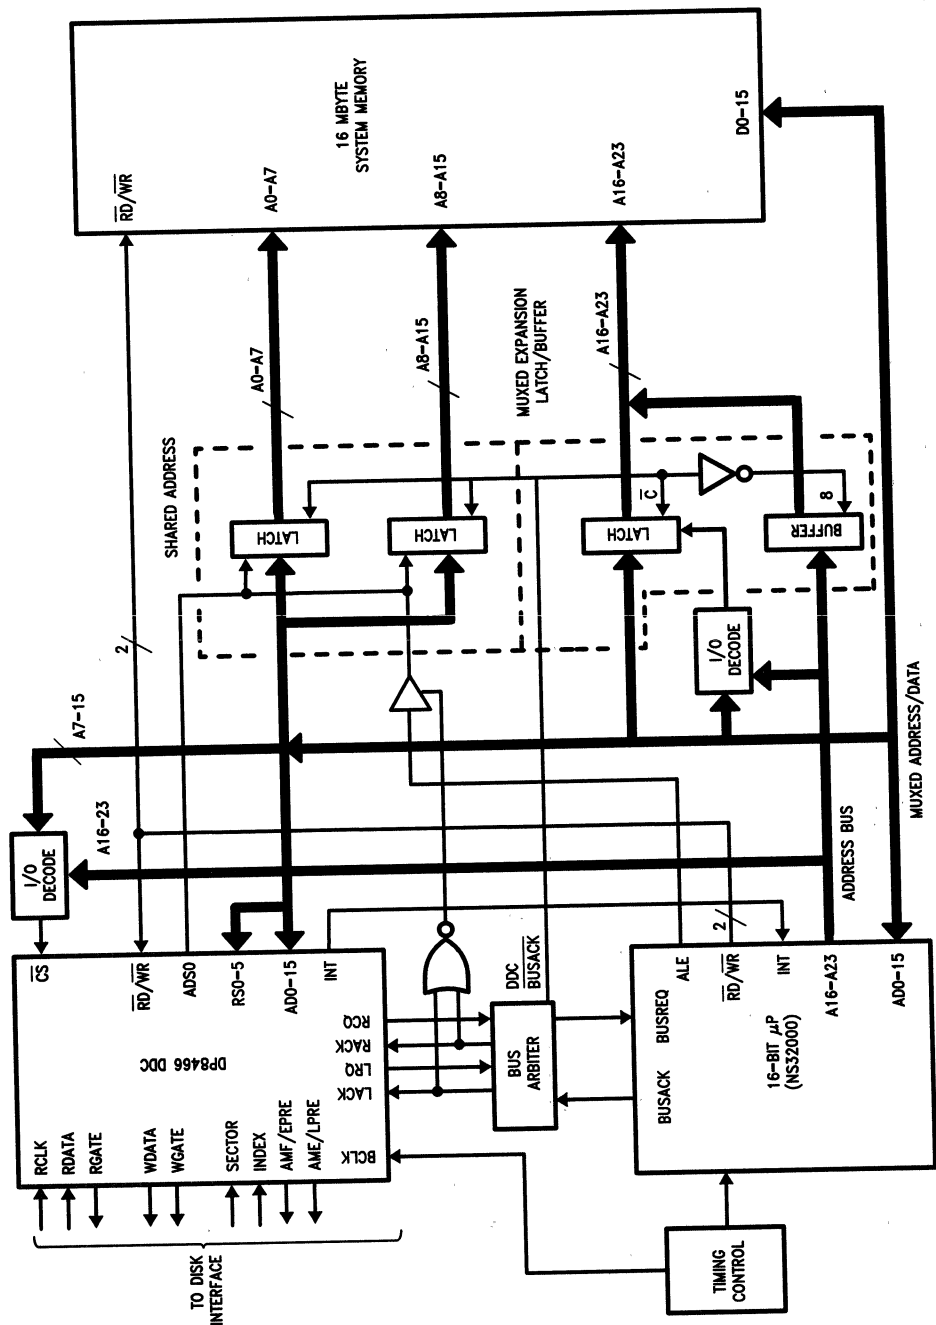 TO DISK
INTERFACE
RCLK
RDATA
RGATE
WDATA
WGATE
SECTOR
INDEX
AMF/EPRE
AME/LPRE
BCLK
DP8466 DDC
LACK
LRQ
RACK
RCQ
CS
RD/WR
ADS0
RS0-5
AD0-15
INT
I/O
DECODE
A16-23
A7-15
2
SHARED ADDRESS
LATCH
LATCH
A0-A7
A8-A15
MUXED EXPANSION
LATCH/BUFFER
LATCH
C
8
BUFFER
A16-A23
I/O
DECODE
RD/WR
A0-A7
A8-A15
A16-A23
16 MBYTE
SYSTEM MEMORY
D0-15
BUS
ARBITER
DDC
BUSACK
TIMING
CONTROL
BUSACK
BUSREQ
16-BIT μP
(NS32000)
ALE
RD/WR
INT
A16-A23
AD0-15
2
ADDRESS BUS
MUXED ADDRESS/DATA